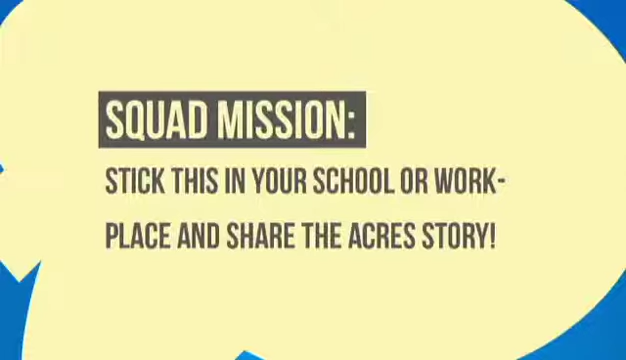 SQUAD MISSION:
STICK THIS IN YOUR SCHOOL OR WORK-
PLACE AND SHARE THE ACRES STORY!